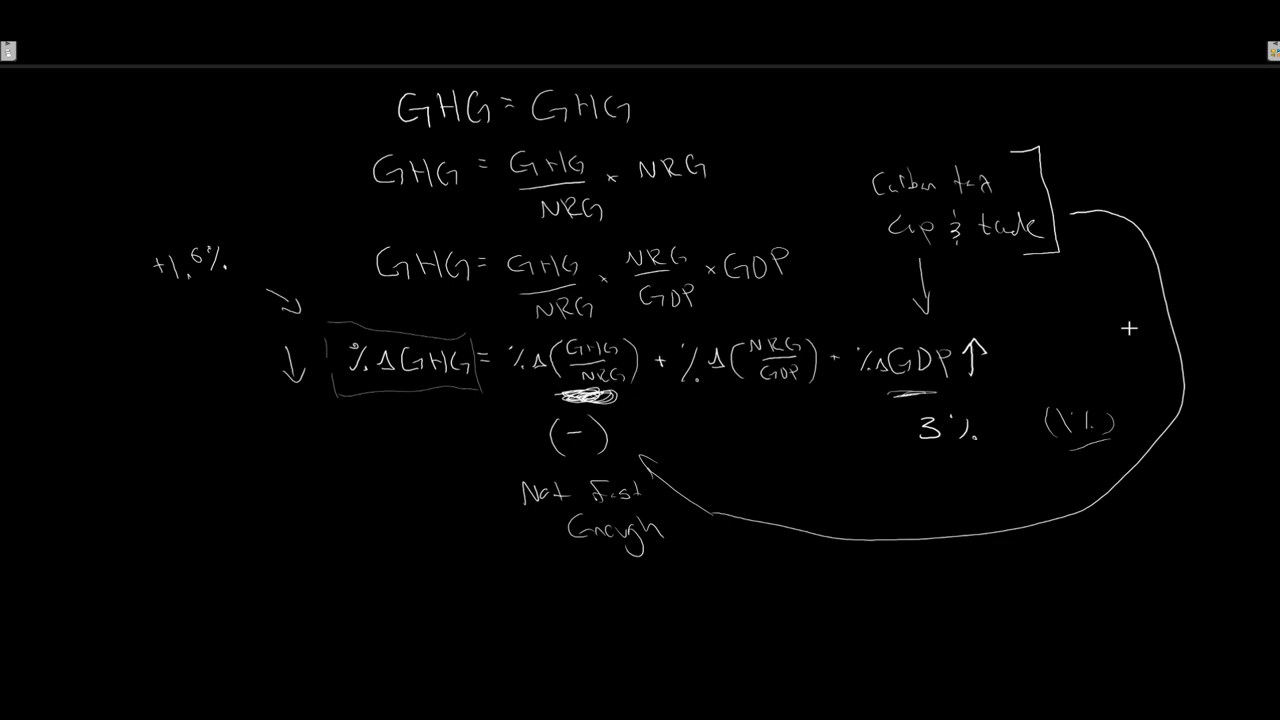 GHG = GHG
GHG = GHG/NRG × NRG
Carbon tax
Cap & trade
+1.6%
GHG = GHG/NRG × NRG/GDP × GDP
↓ %ΔGHG = %Δ(GHG/NRG) + %Δ(NRG/GDP) + %ΔGDP ↑
(-)
3%
(1%)
Not Fast
Enough